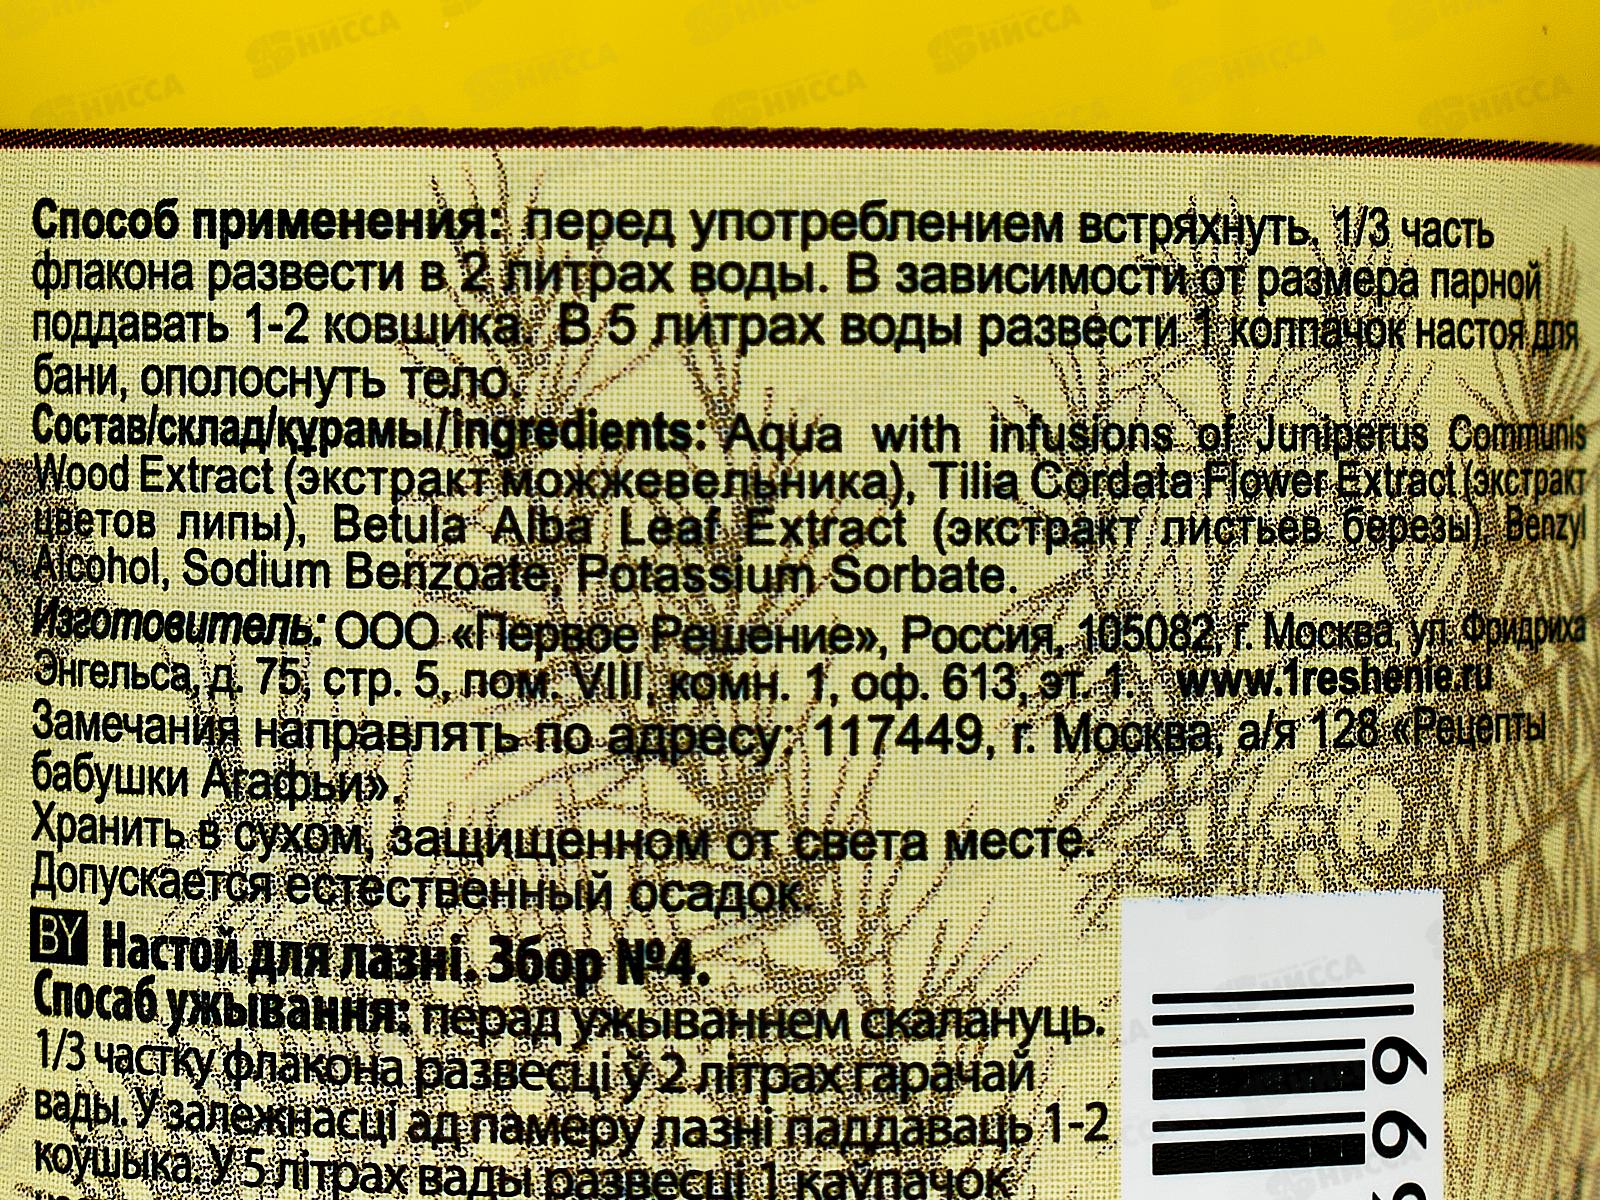 Способ применения: перед употреблением встряхнуть. 1/3 часть
флакона развести в 2 литрах воды. В зависимости от размера парной
поддавать 1-2 ковшика. В 5 литрах воды развести 1 колпачок настоя для
бани, ополоснуть тело.
Состав/склад/құрамы/Ingredients: Aqua with infusions of Juniperus Communis
Wood Extract (экстракт можжевельника), Tilia Cordata Flower Extract (экстракт
цветов липы), Betula Alba Leaf Extract (экстракт листьев березы), Benzyl
Alcohol, Sodium Benzoate, Potassium Sorbate.
Изготовитель: ООО «Первое Решение», Россия, 105082, г. Москва, ул. Фридриха
Энгельса, д. 75, стр. 5, пом. VIII, комн. 1, оф. 613, эт. 1. www.1reshenie.ru
Замечания направлять по адресу: 117449, г. Москва, а/я 128 «Рецепты
бабушки Агафьи».
Хранить в сухом, защищенном от света месте.
Допускается естественный осадок.
BY Настой для лазні. Збор №4.
Спосаб ужывання: перад ужываннем скалануць.
1/3 частку флакона развесці ў 2 літрах гарачай
вады. У залежнасці ад памеру лазні паддаваць 1-2
коўшыка. У 5 літрах вады развесці 1 каўпачок
66